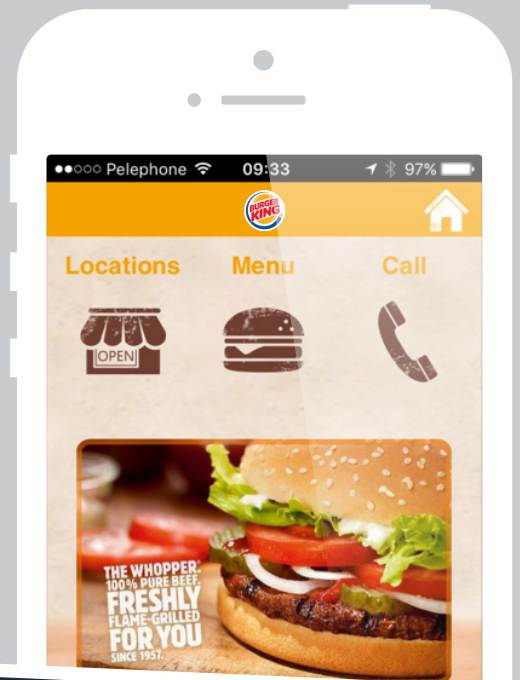 Pelephone 09:33 97%
BURGER
KING
Locations Menu Call
OPEN
THE WHOPPER.
100% PURE BEEF.
FRESHLY
FLAME-GRILLED
FOR YOU
SINCE 1957.